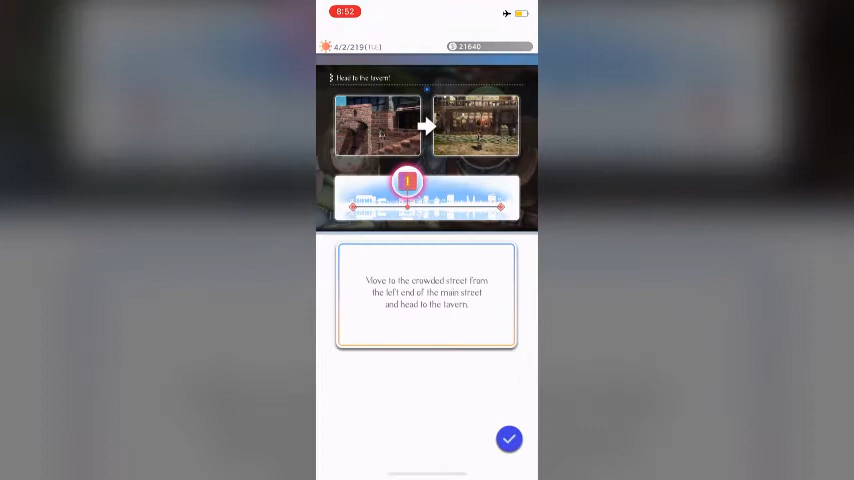 8:52
4/2/219(TUE)
21640
Head to the tavern!
!
Move to the crowded street from
the left end of the main street
and head to the tavern.